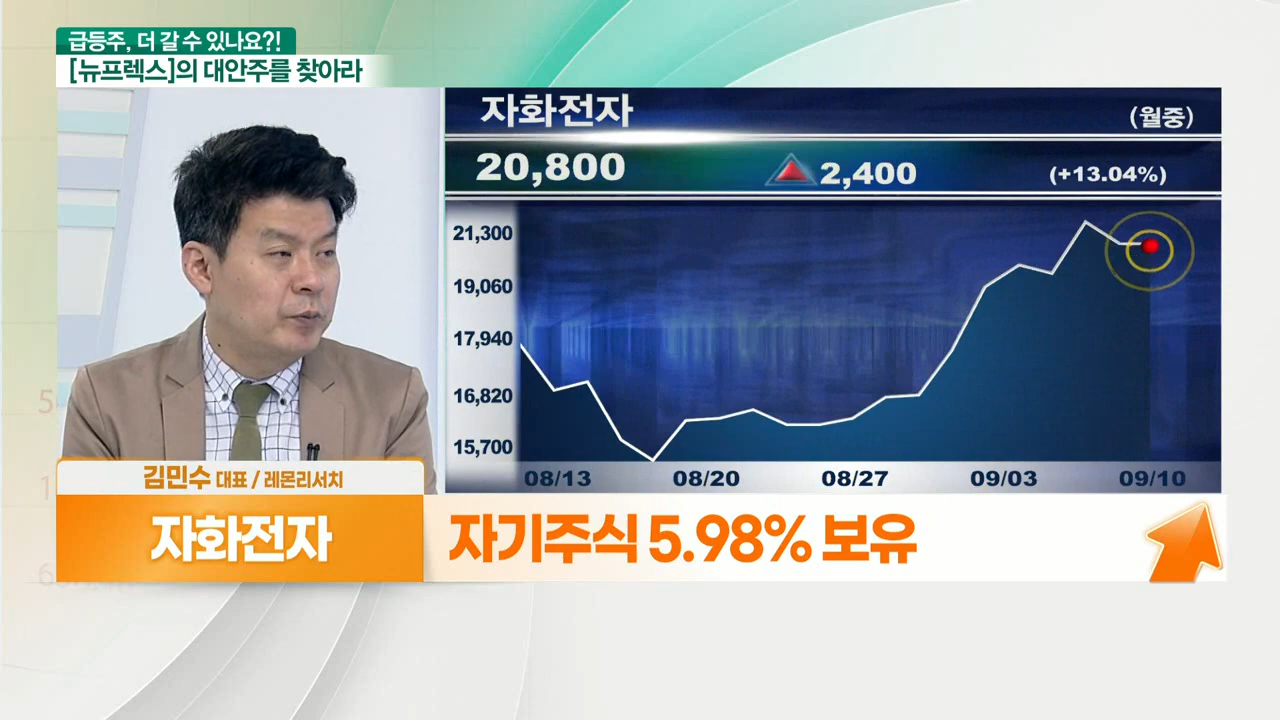 급등주, 더 갈 수 있나요?!
[뉴프렉스]의 대안주를 찾아라
자화전자 (월중)
20,800 2,400 (+13.04%)
21,300
19,060
17,940
16,820
15,700
08/13 08/20 08/27 09/03 09/10
김민수 대표 / 레몬리서치
자화전자
자기주식 5.98% 보유